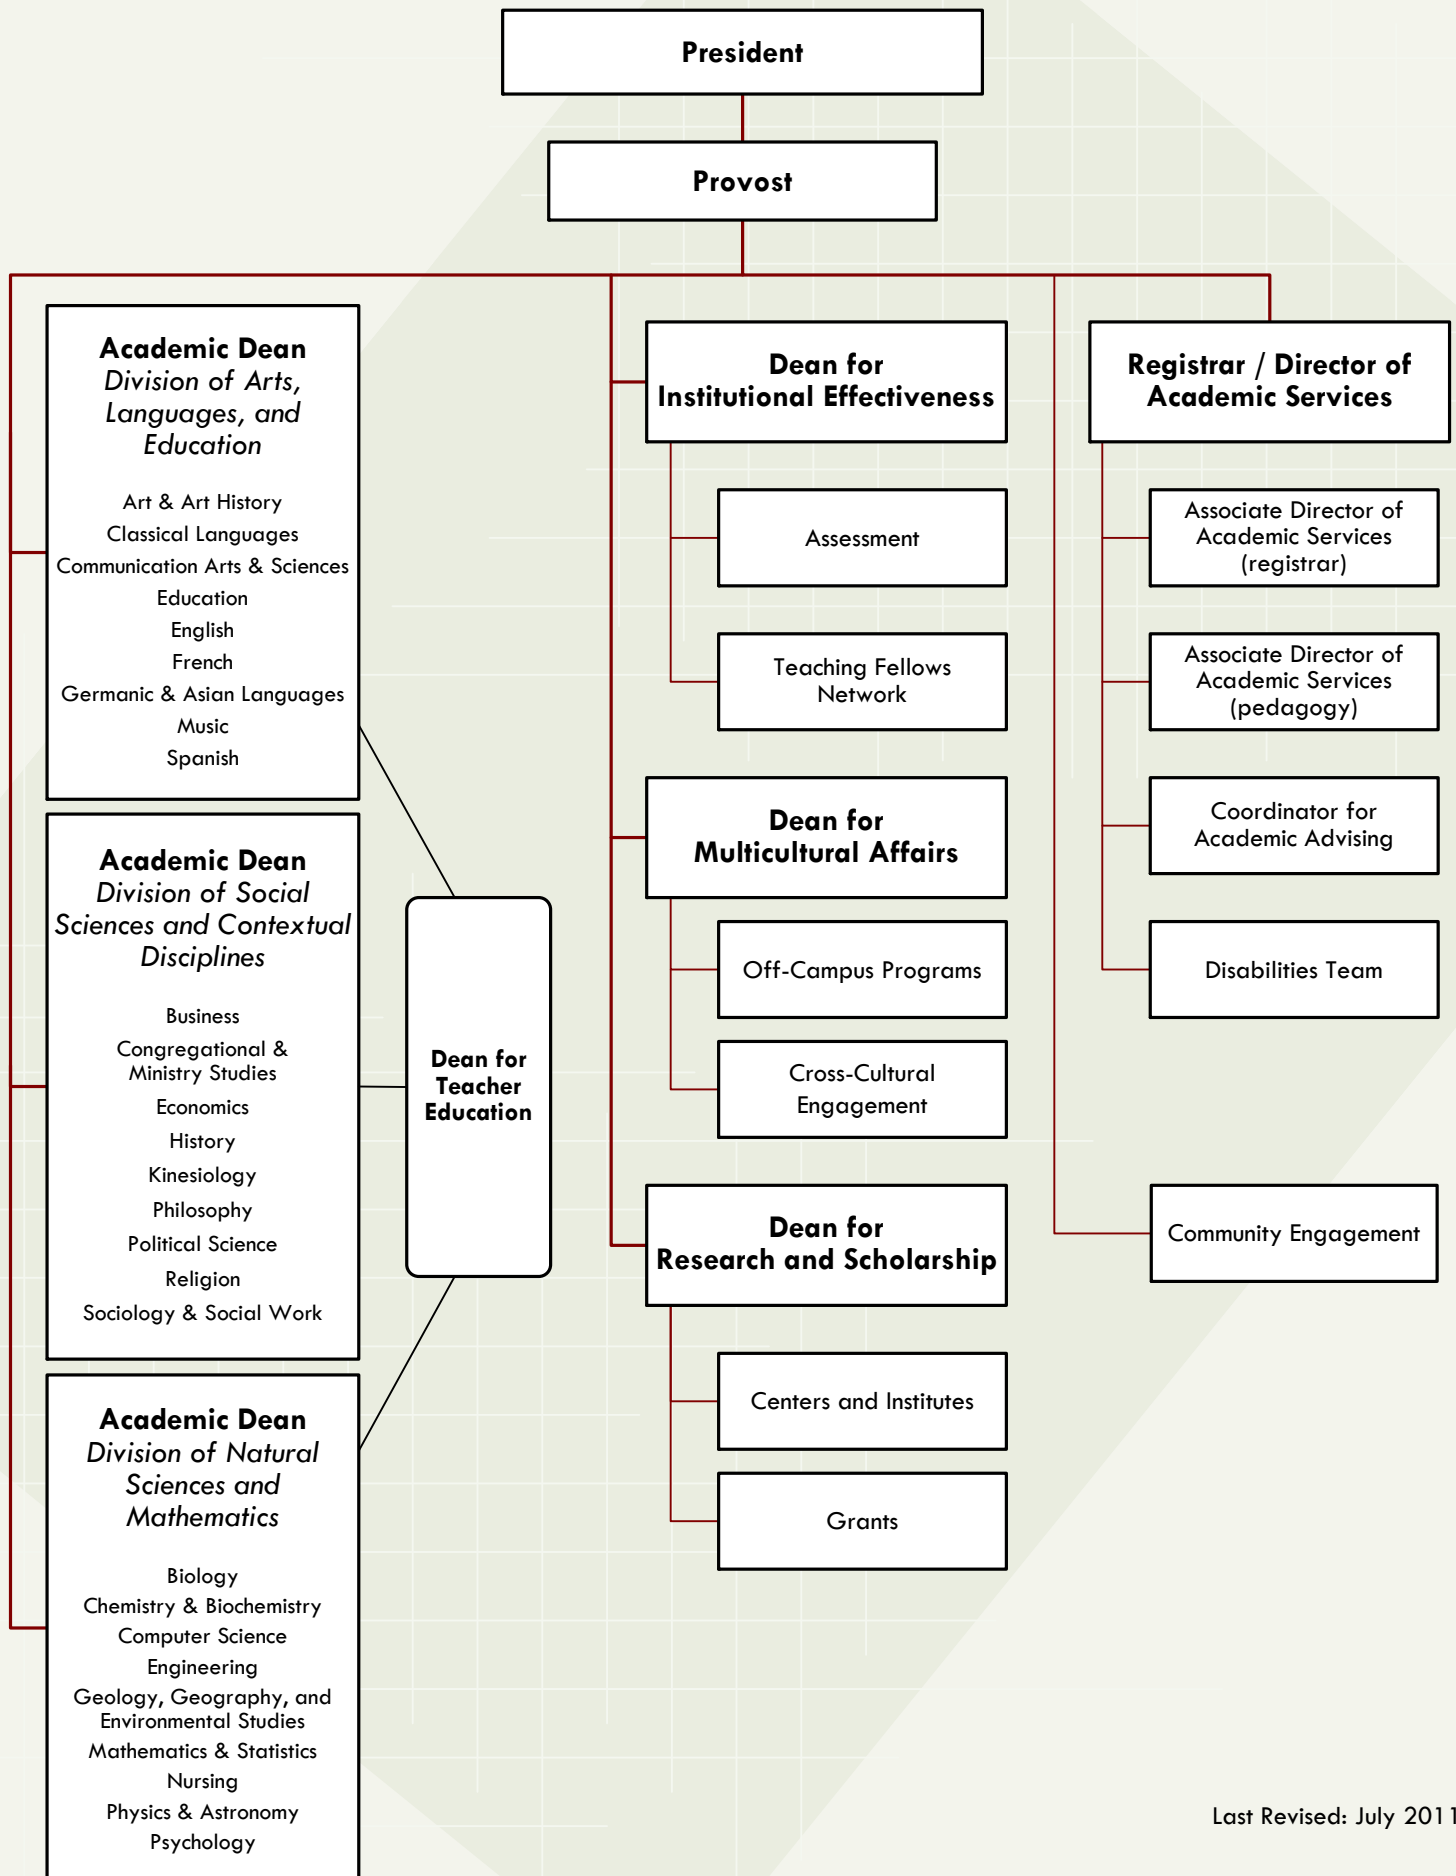 President
Provost
Academic Dean
Division of Arts,
Languages, and
Education
Art & Art History
Classical Languages
Communication Arts & Sciences
Education
English
French
Germanic & Asian Languages
Music
Spanish
Academic Dean
Division of Social
Sciences and Contextual
Disciplines
Business
Congregational &
Ministry Studies
Economics
History
Kinesiology
Philosophy
Political Science
Religion
Sociology & Social Work
Academic Dean
Division of Natural
Sciences and
Mathematics
Biology
Chemistry & Biochemistry
Computer Science
Engineering
Geology, Geography, and
Environmental Studies
Mathematics & Statistics
Nursing
Physics & Astronomy
Psychology
Dean for
Teacher
Education
Dean for
Institutional Effectiveness
Assessment
Teaching Fellows
Network
Dean for
Multicultural Affairs
Off-Campus Programs
Cross-Cultural
Engagement
Dean for
Research and Scholarship
Centers and Institutes
Grants
Registrar / Director of
Academic Services
Associate Director of
Academic Services
(registrar)
Associate Director of
Academic Services
(pedagogy)
Coordinator for
Academic Advising
Disabilities Team
Community Engagement
Last Revised: July 2011